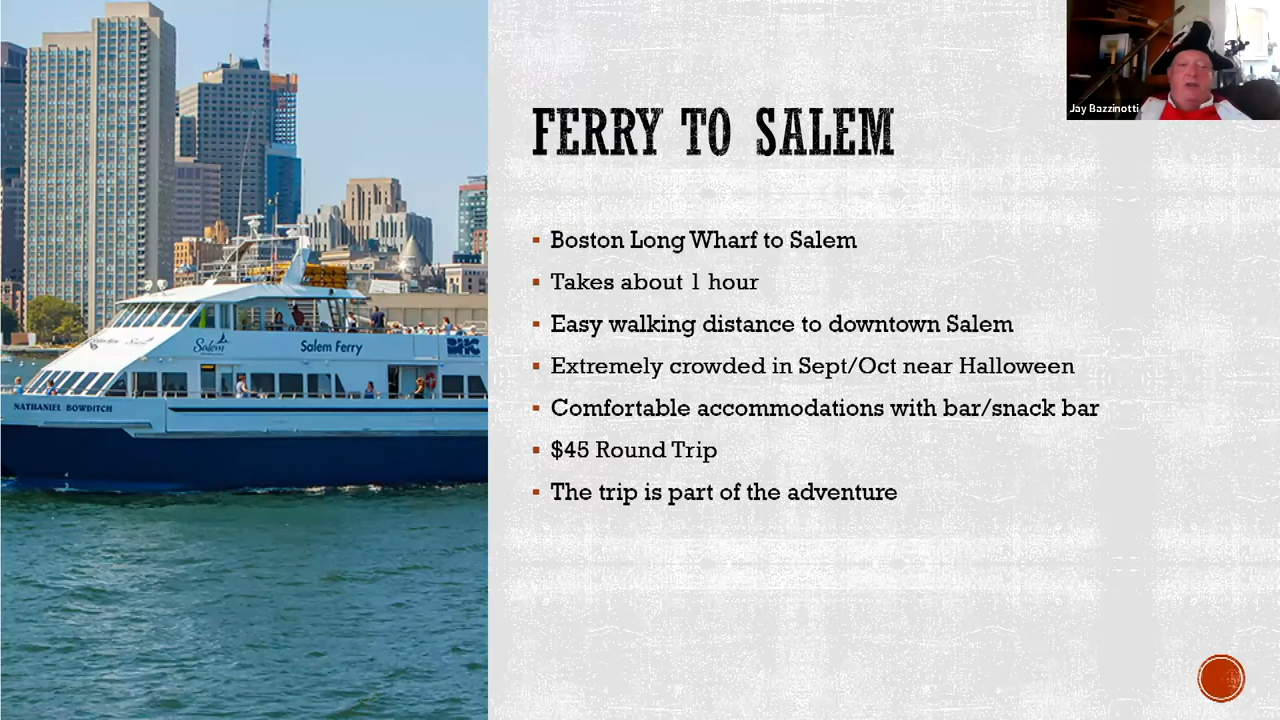 Jay Bazzinotti
FERRY TO SALEM
Boston Long Wharf to Salem
Takes about 1 hour
Easy walking distance to downtown Salem
Extremely crowded in Sept/Oct near Halloween
Comfortable accommodations with bar/snack bar
$45 Round Trip
The trip is part of the adventure
Salem
Salem Ferry
BHC
NATHANIEL BOWDITCH